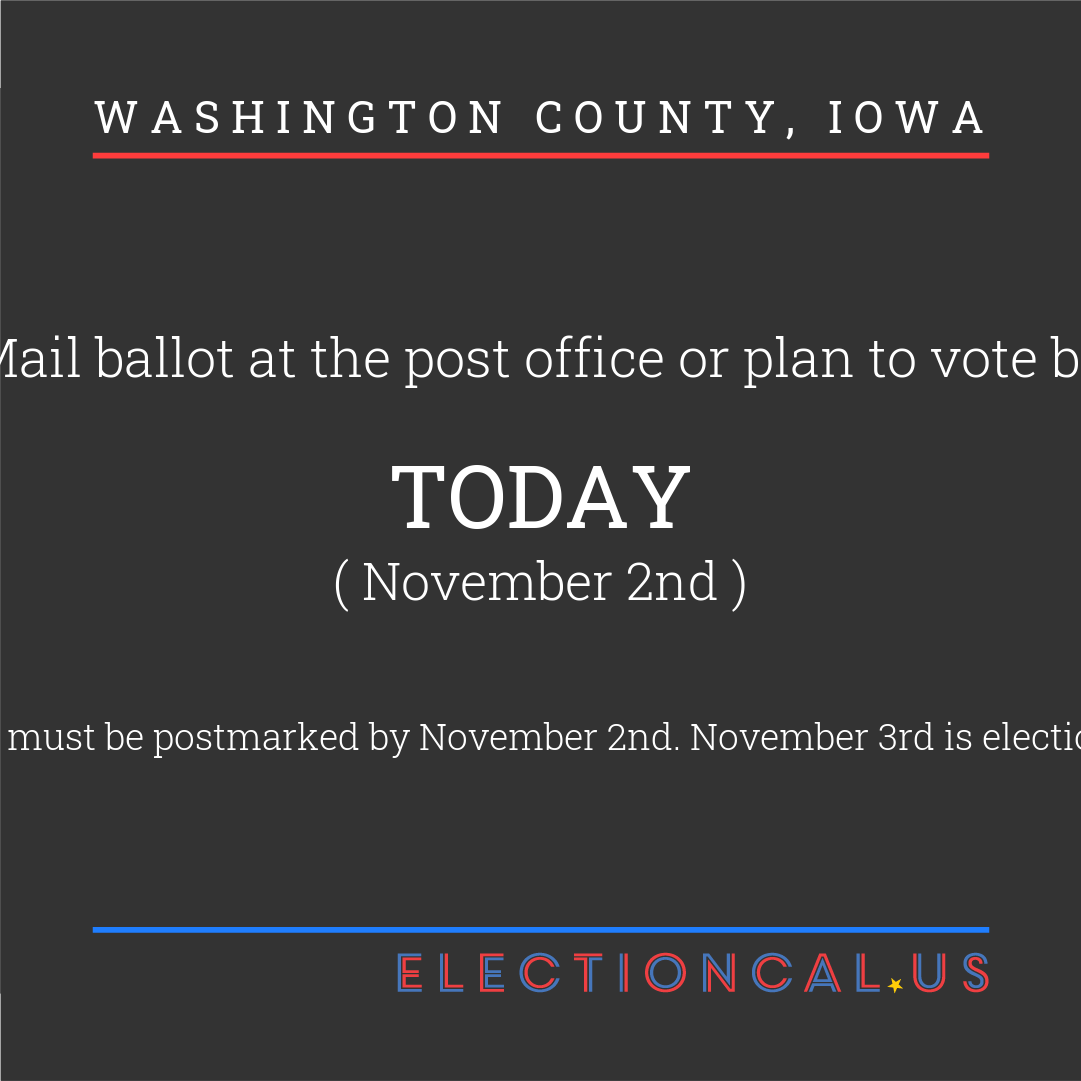 WASHINGTON COUNTY, IOWA
Mail ballot at the post office or plan to vote b
TODAY
( November 2nd )
must be postmarked by November 2nd. November 3rd is electio
ELECTIONCAL.US